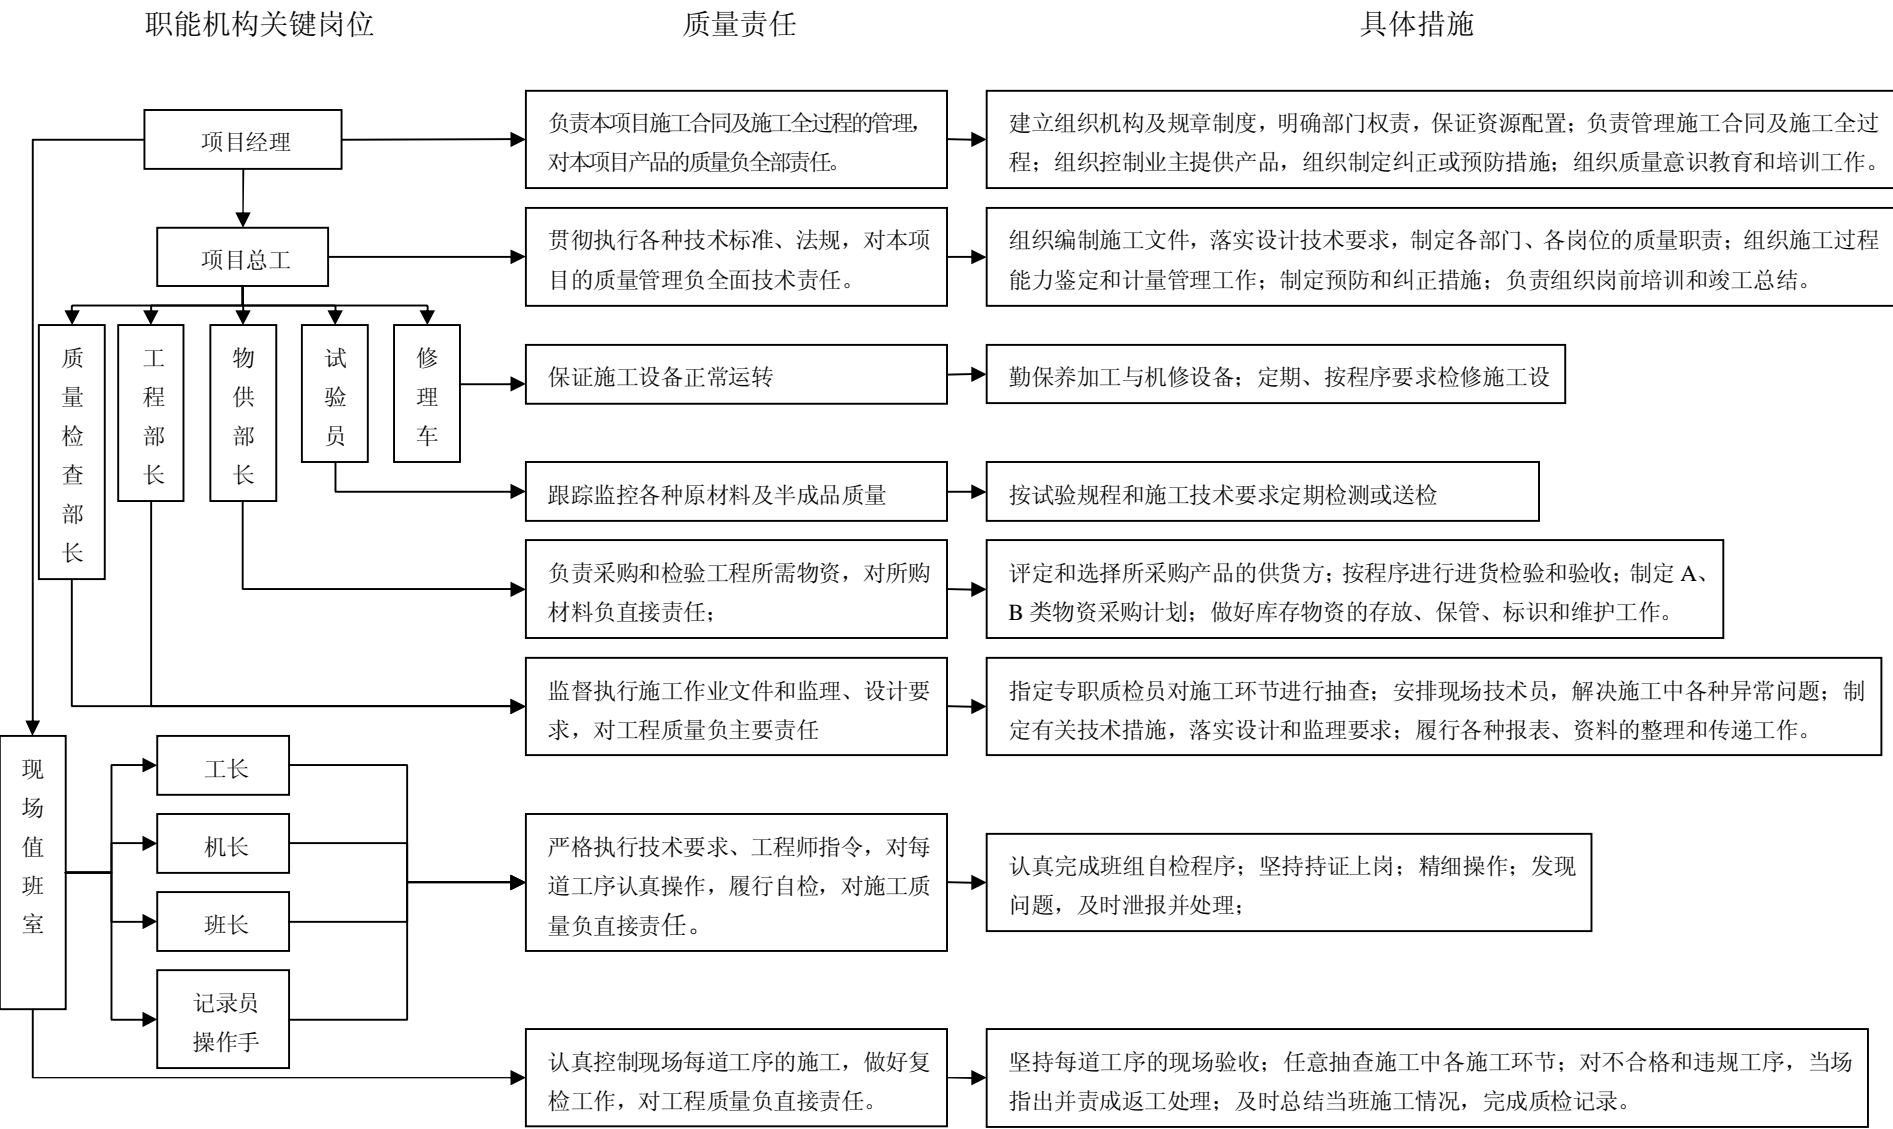 职能机构关键岗位
质量责任
具体措施
项目经理
负责本项目施工合同及施工全过程的管理，
对本项目产品的质量负全部责任。
建立组织机构及规章制度，明确部门权责，保证资源配置；负责管理施工合同及施工全过
程；组织控制业主提供产品，组织制定纠正或预防措施；组织质量意识教育和培训工作。
项目总工
贯彻执行各种技术标准、法规，对本项
目的质量管理负全面技术责任。
组织编制施工文件，落实设计技术要求，制定各部门、各岗位的质量职责；组织施工过程
能力鉴定和计量管理工作；制定预防和纠正措施；负责组织岗前培训和竣工总结。
质量检查部长
工程部长
物供部长
试验员
修理车
保证施工设备正常运转
勤保养加工与机修设备；定期、按程序要求检修施工设
跟踪监控各种原材料及半成品质量
按试验规程和施工技术要求定期检测或送检
负责采购和检验工程所需物资，对所购
材料负直接责任；
评定和选择所采购产品的供货方；按程序进行进货检验和验收；制定 A、
B 类物资采购计划；做好库存物资的存放、保管、标识和维护工作。
监督执行施工作业文件和监理、设计要
求，对工程质量负主要责任
指定专职质检员对施工环节进行抽查；安排现场技术员，解决施工中各种异常问题；制
定有关技术措施，落实设计和监理要求；履行各种报表、资料的整理和传递工作。
现场值班室
工长
机长
班长
记录员
操作手
严格执行技术要求、工程师指令，对每
道工序认真操作，履行自检，对施工质
量负直接责任。
认真完成班组自检程序；坚持持证上岗；精细操作；发现
问题，及时泄报并处理；
认真控制现场每道工序的施工，做好复
检工作，对工程质量负直接责任。
坚持每道工序的现场验收；任意抽查施工中各施工环节；对不合格和违规工序，当场
指出并责成返工处理；及时总结当班施工情况，完成质检记录。